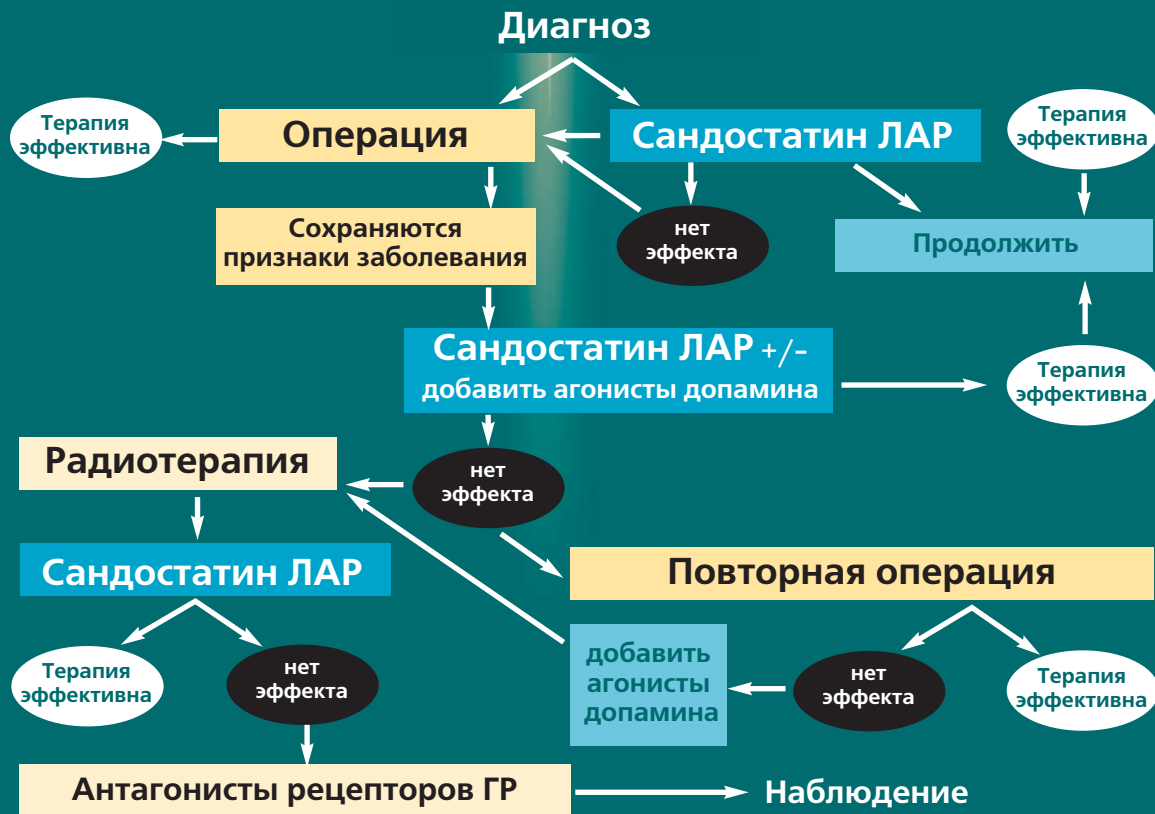 Диагноз
Терапия
эффективна
Операция
Сандостатин ЛАР
Терапия
эффективна
Сохраняются
признаки заболевания
нет
эффекта
Продолжить
Сандостатин ЛАР +/-
добавить агонисты допамина
Терапия
эффективна
Радиотерапия
нет
эффекта
Сандостатин ЛАР
Повторная операция
Терапия
эффективна
нет
эффекта
добавить
агонисты
допамина
нет
эффекта
Терапия
эффективна
Антагонисты рецепторов ГР
Наблюдение